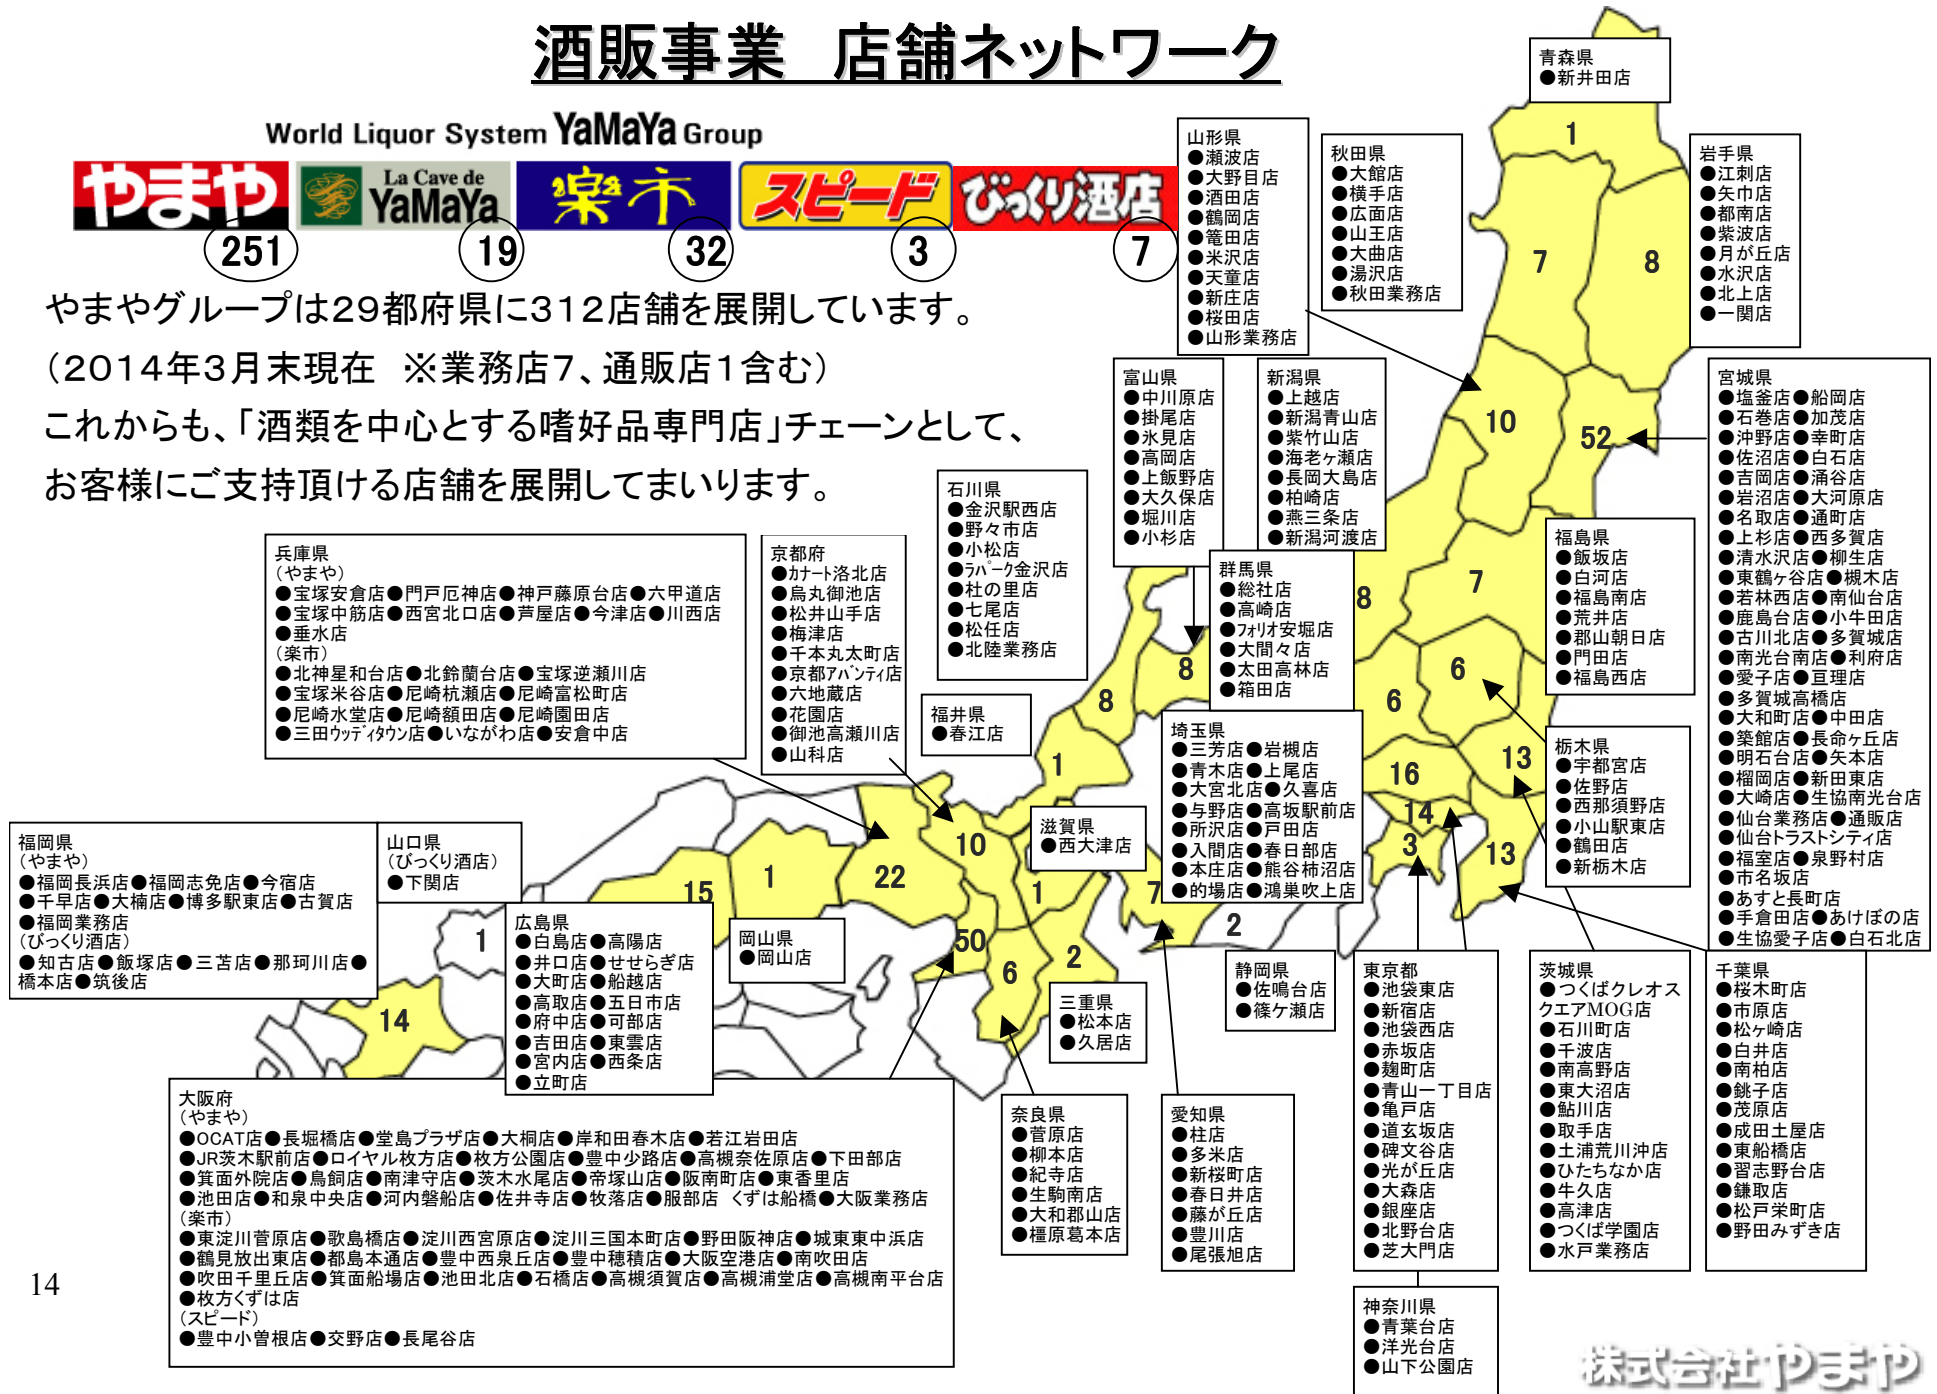 酒販事業　店舗ネットワーク
World Liquor System YaMaYa Group
やまや
La Cave de
YaMaYa
楽市
スピード
びっくり酒店
251
19
32
3
7
やまやグループは29都府県に312店舗を展開しています。
（2014年3月末現在　※業務店7、通販店1含む）
これからも、「酒類を中心とする嗜好品専門店」チェーンとして、
お客様にご支持頂ける店舗を展開してまいります。
青森県
●新井田店
山形県
●瀬波店
●大野目店
●酒田店
●鶴岡店
●篭田店
●米沢店
●天童店
●新庄店
●桜田店
●山形業務店
秋田県
●大館店
●横手店
●広面店
●山王店
●大曲店
●湯沢店
●秋田業務店
岩手県
●江刺店
●矢巾店
●都南店
●紫波店
●月が丘店
●水沢店
●北上店
●一関店
富山県
●中川原店
●掛尾店
●氷見店
●高岡店
●上飯野店
●大久保店
●堀川店
●小杉店
新潟県
●上越店
●新潟青山店
●紫竹山店
●海老ヶ瀬店
●長岡大島店
●柏崎店
●燕三条店
●新潟河渡店
宮城県
●塩釜店●船岡店
●石巻店●加茂店
●沖野店●幸町店
●佐沼店●白石店
●吉岡店●涌谷店
●岩沼店●大河原店
●名取店●通町店
●上杉店●西多賀店
●清水沢店●柳生店
●東鶴ヶ谷店●槻木店
●若林西店●南仙台店
●鹿島台店●小牛田店
●古川北店●多賀城店
●南光台南店●利府店
●愛子店●亘理店
●多賀城高橋店
●大和町店●中田店
●築館店●長命ヶ丘店
●明石台店●矢本店
●榴岡店●新田東店
●大崎店●生協南光台店
●仙台業務店●通販店
●仙台トラストシティ店
●福室店●泉野村店
●市名坂店
●あすと長町店
●手倉田店●あけぼの店
●生協愛子店●白石北店
石川県
●金沢駅西店
●野々市店
●小松店
●ﾗﾊﾟｰｸ金沢店
●杜の里店
●七尾店
●松任店
●北陸業務店
福島県
●飯坂店
●白河店
●福島南店
●荒井店
●郡山朝日店
●門田店
●福島西店
兵庫県
（やまや）
●宝塚安倉店●門戸厄神店●神戸藤原台店●六甲道店
●宝塚中筋店●西宮北口店●芦屋店●今津店●川西店
●垂水店
（楽市）
●北神星和台店●北鈴蘭台店●宝塚逆瀬川店
●宝塚米谷店●尼崎杭瀬店●尼崎富松町店
●尼崎水堂店●尼崎額田店●尼崎園田店
●三田ｳｯﾃﾞｨﾀｳﾝ店●いながわ店●安倉中店
京都府
●ｶﾅｰﾄ洛北店
●烏丸御池店
●松井山手店
●梅津店
●千本丸太町店
●京都ｱﾊﾞﾝﾃｨ店
●六地蔵店
●花園店
●御池高瀬川店
●山科店
群馬県
●総社店
●高崎店
●ﾌｫﾘｵ安堀店
●大間々店
●太田高林店
●箱田店
福井県
●春江店
埼玉県
●三芳店●岩槻店
●青木店●上尾店
●大宮北店●久喜店
●与野店●高坂駅前店
●所沢店●戸田店
●入間店●春日部店
●本庄店●熊谷柿沼店
●的場店●鴻巣吹上店
栃木県
●宇都宮店
●佐野店
●西那須野店
●小山駅東店
●鶴田店
●新栃木店
滋賀県
●西大津店
福岡県
（やまや）
●福岡長浜店●福岡志免店●今宿店
●千早店●大楠店●博多駅東店●古賀店
●福岡業務店
（びっくり酒店）
●知古店●飯塚店●三苫店●那珂川店●
橋本店●筑後店
山口県
（びっくり酒店）
●下関店
広島県
●白島店●高陽店
●井口店●せせらぎ店
●大町店●船越店
●高取店●五日市店
●府中店●可部店
●吉田店●東雲店
●宮内店●西条店
●立町店
岡山県
●岡山店
静岡県
●佐鳴台店
●篠ケ瀬店
三重県
●松本店
●久居店
東京都
●池袋東店
●新宿店
●池袋西店
●赤坂店
●麹町店
●青山一丁目店
●亀戸店
●道玄坂店
●碑文谷店
●光が丘店
●大森店
●銀座店
●北野台店
●芝大門店
茨城県
●つくばクレオス
クエアMOG店
●石川町店
●千波店
●南高野店
●東大沼店
●鮎川店
●取手店
●土浦荒川沖店
●ひたちなか店
●牛久店
●高津店
●つくば学園店
●水戸業務店
千葉県
●桜木町店
●市原店
●松ヶ崎店
●白井店
●南柏店
●銚子店
●茂原店
●成田土屋店
●東船橋店
●習志野台店
●鎌取店
●松戸栄町店
●野田みずき店
大阪府
（やまや）
●OCAT店●長堀橋店●堂島プラザ店●大桐店●岸和田春木店●若江岩田店
●JR茨木駅前店●ロイヤル枚方店●枚方公園店●豊中少路店●高槻奈佐原店●下田部店
●箕面外院店●鳥飼店●南津守店●茨木水尾店●帝塚山店●阪南町店●東香里店
●池田店●和泉中央店●河内磐船店●佐井寺店●牧落店●服部店　くずは船橋●大阪業務店
（楽市）
●東淀川菅原店●歌島橋店●淀川西宮原店●淀川三国本町店●野田阪神店●城東東中浜店
●鶴見放出東店●都島本通店●豊中西泉丘店●豊中穂積店●大阪空港店●南吹田店
●吹田千里丘店●箕面船場店●池田北店●石橋店●高槻須賀店●高槻浦堂店●高槻南平台店
●枚方くずは店
（スピード）
●豊中小曽根店●交野店●長尾谷店
奈良県
●菅原店
●柳本店
●紀寺店
●生駒南店
●大和郡山店
●橿原葛本店
愛知県
●柱店
●多米店
●新桜町店
●春日井店
●藤が丘店
●豊川店
●尾張旭店
神奈川県
●青葉台店
●洋光台店
●山下公園店
1
7
8
10
52
8
7
8
8
6
6
1
16
13
14
3
13
10
22
1
15
1
7
2
50
6
2
1
14
14
株式会社やまや